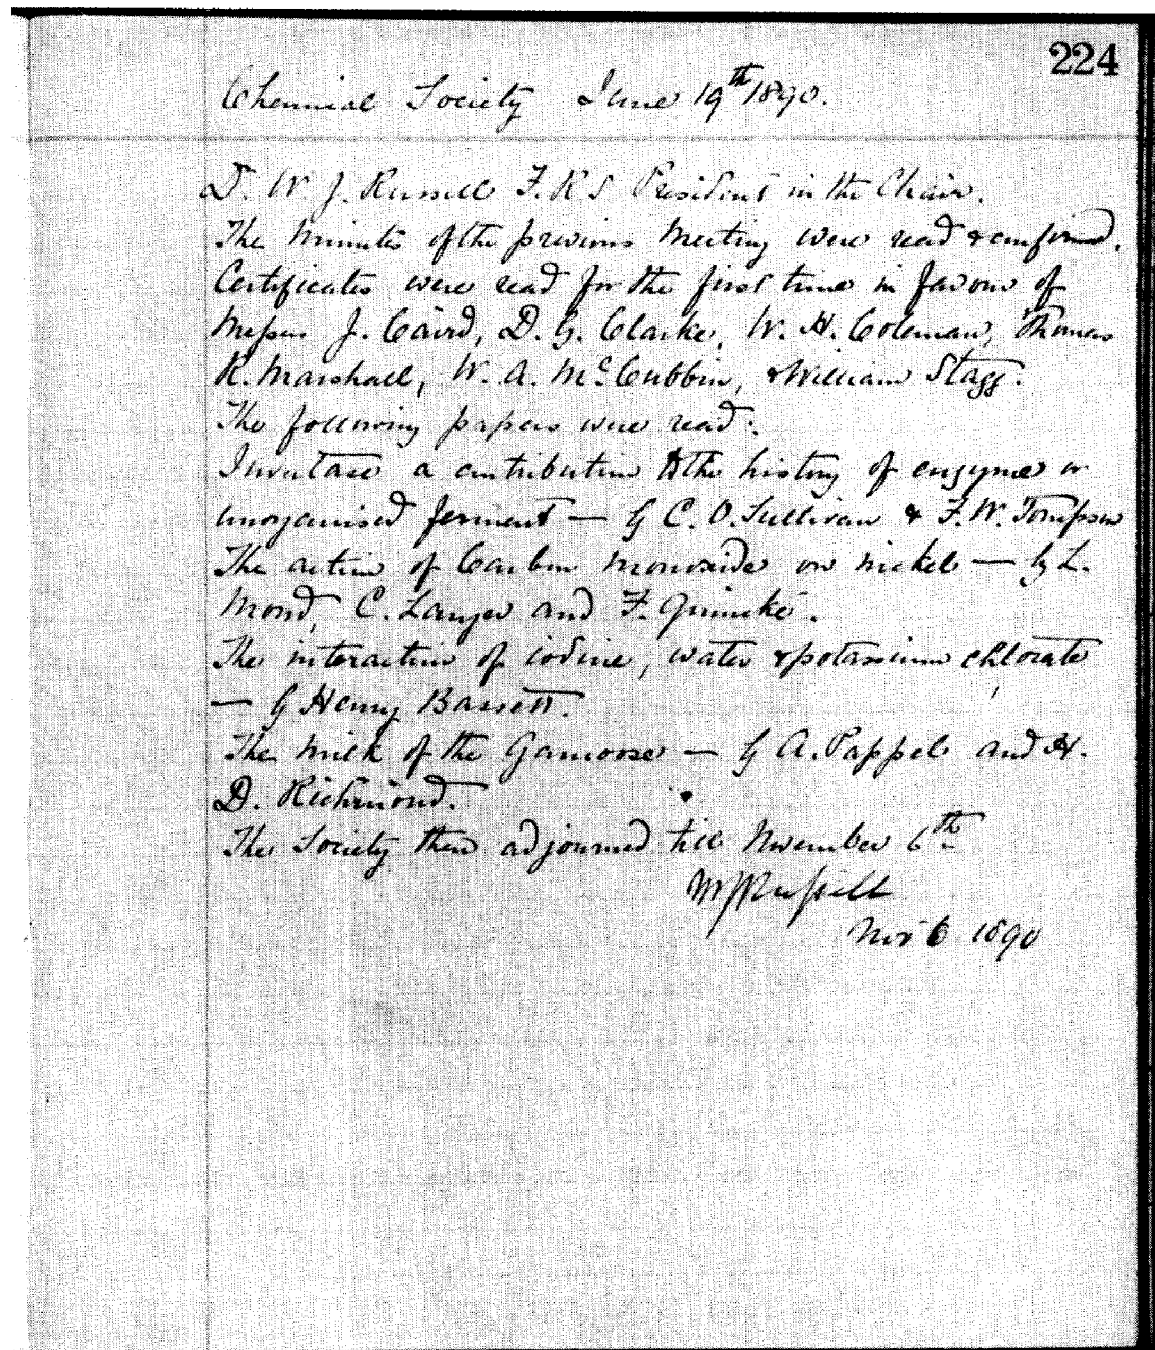 224
Chemical Society June 19th 1890.
Dr. W. J. Russell F.R.S President in the Chair.
The Minutes of the previous Meeting were read & confirmed.
Certificates were read for the first time in favour of
Messrs J. Caird, D. G. Clarke, W. H. Coleman, Thomas
R. Marshall, W. A. McCubbin, & William Stagg.
The following papers were read:
Invertase a contribution to the history of enzyme or
unorganised ferment — by C. O. Sullivan & F. W. Tompson
The action of Carbon monoxide on nickel — by L.
Mond, C. Langer and F. Quincke.
The interaction of iodine, water & potassium chlorate
— by Henry Bassett.
The milk of the Gamoose — by A. Pappel and H.
D. Richmond.
The Society then adjourned till November 6th
W J Russell
Nov 6 1890